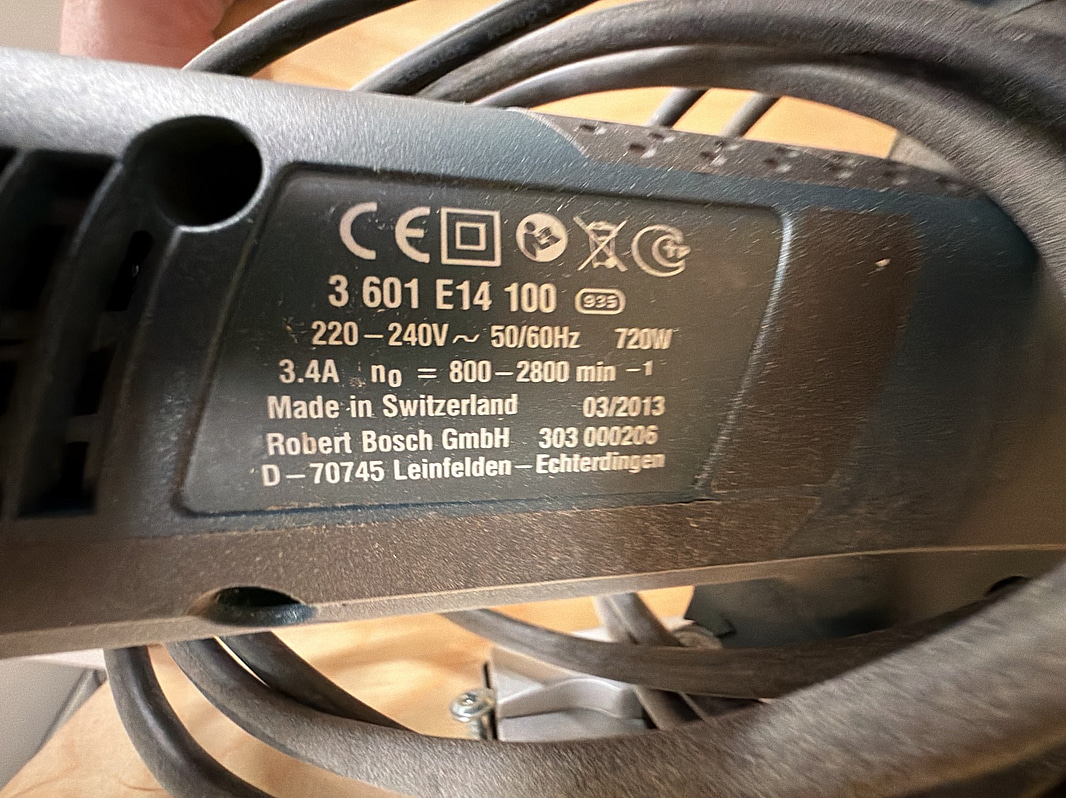 CE
3 601 E14 100 935
220–240V ~ 50/60Hz 720W
3.4A n₀ = 800–2800 min ⁻¹
Made in Switzerland 03/2013
Robert Bosch GmbH 303 000206
D–70745 Leinfelden–Echterdingen